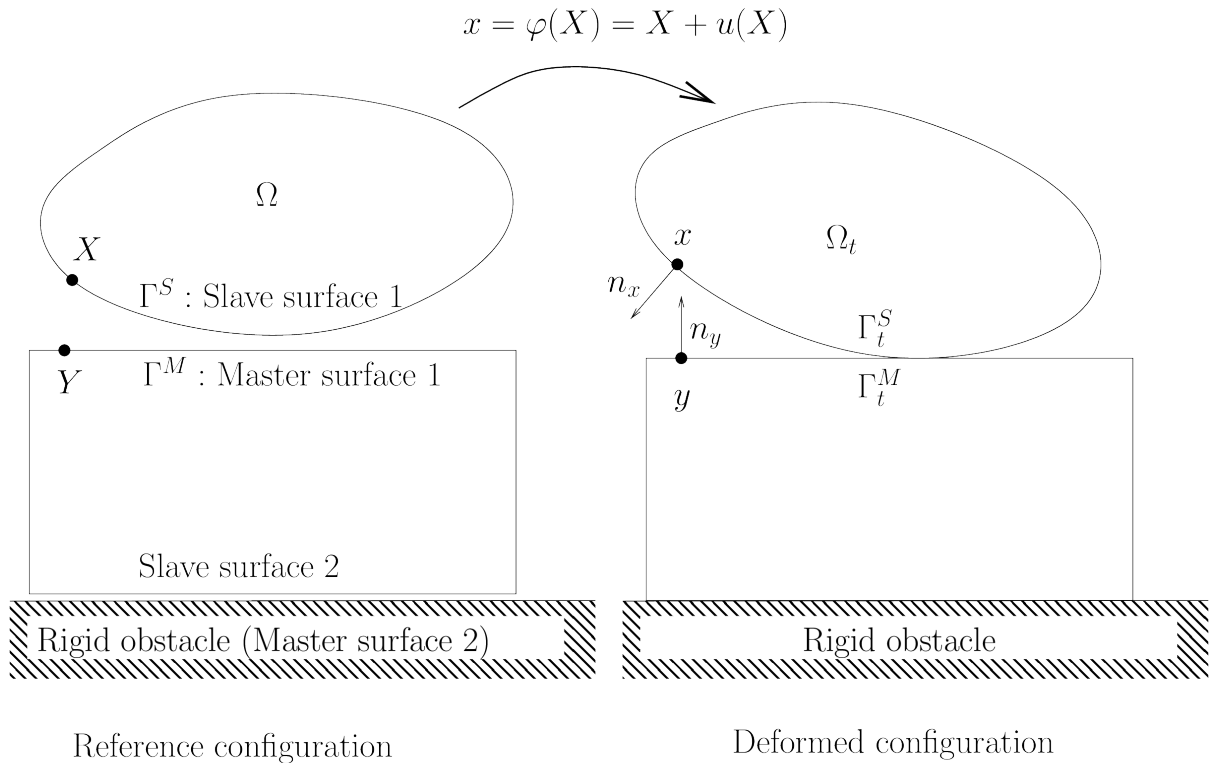 x = φ(X) = X + u(X)
Ω
X
Γ^S : Slave surface 1
Y
Γ^M : Master surface 1
Slave surface 2
Rigid obstacle (Master surface 2)
Reference configuration
x
Ω_t
n_x
Γ_t^S
n_y
y
Γ_t^M
Rigid obstacle
Deformed configuration